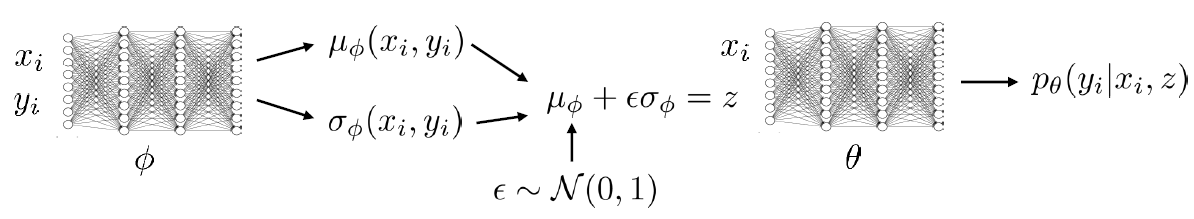 x_i
y_i
ϕ
μ_ϕ(x_i, y_i)
σ_ϕ(x_i, y_i)
μ_ϕ + ϵσ_ϕ = z
ϵ ∼ 𝒩(0, 1)
x_i
θ
p_θ(y_i|x_i, z)